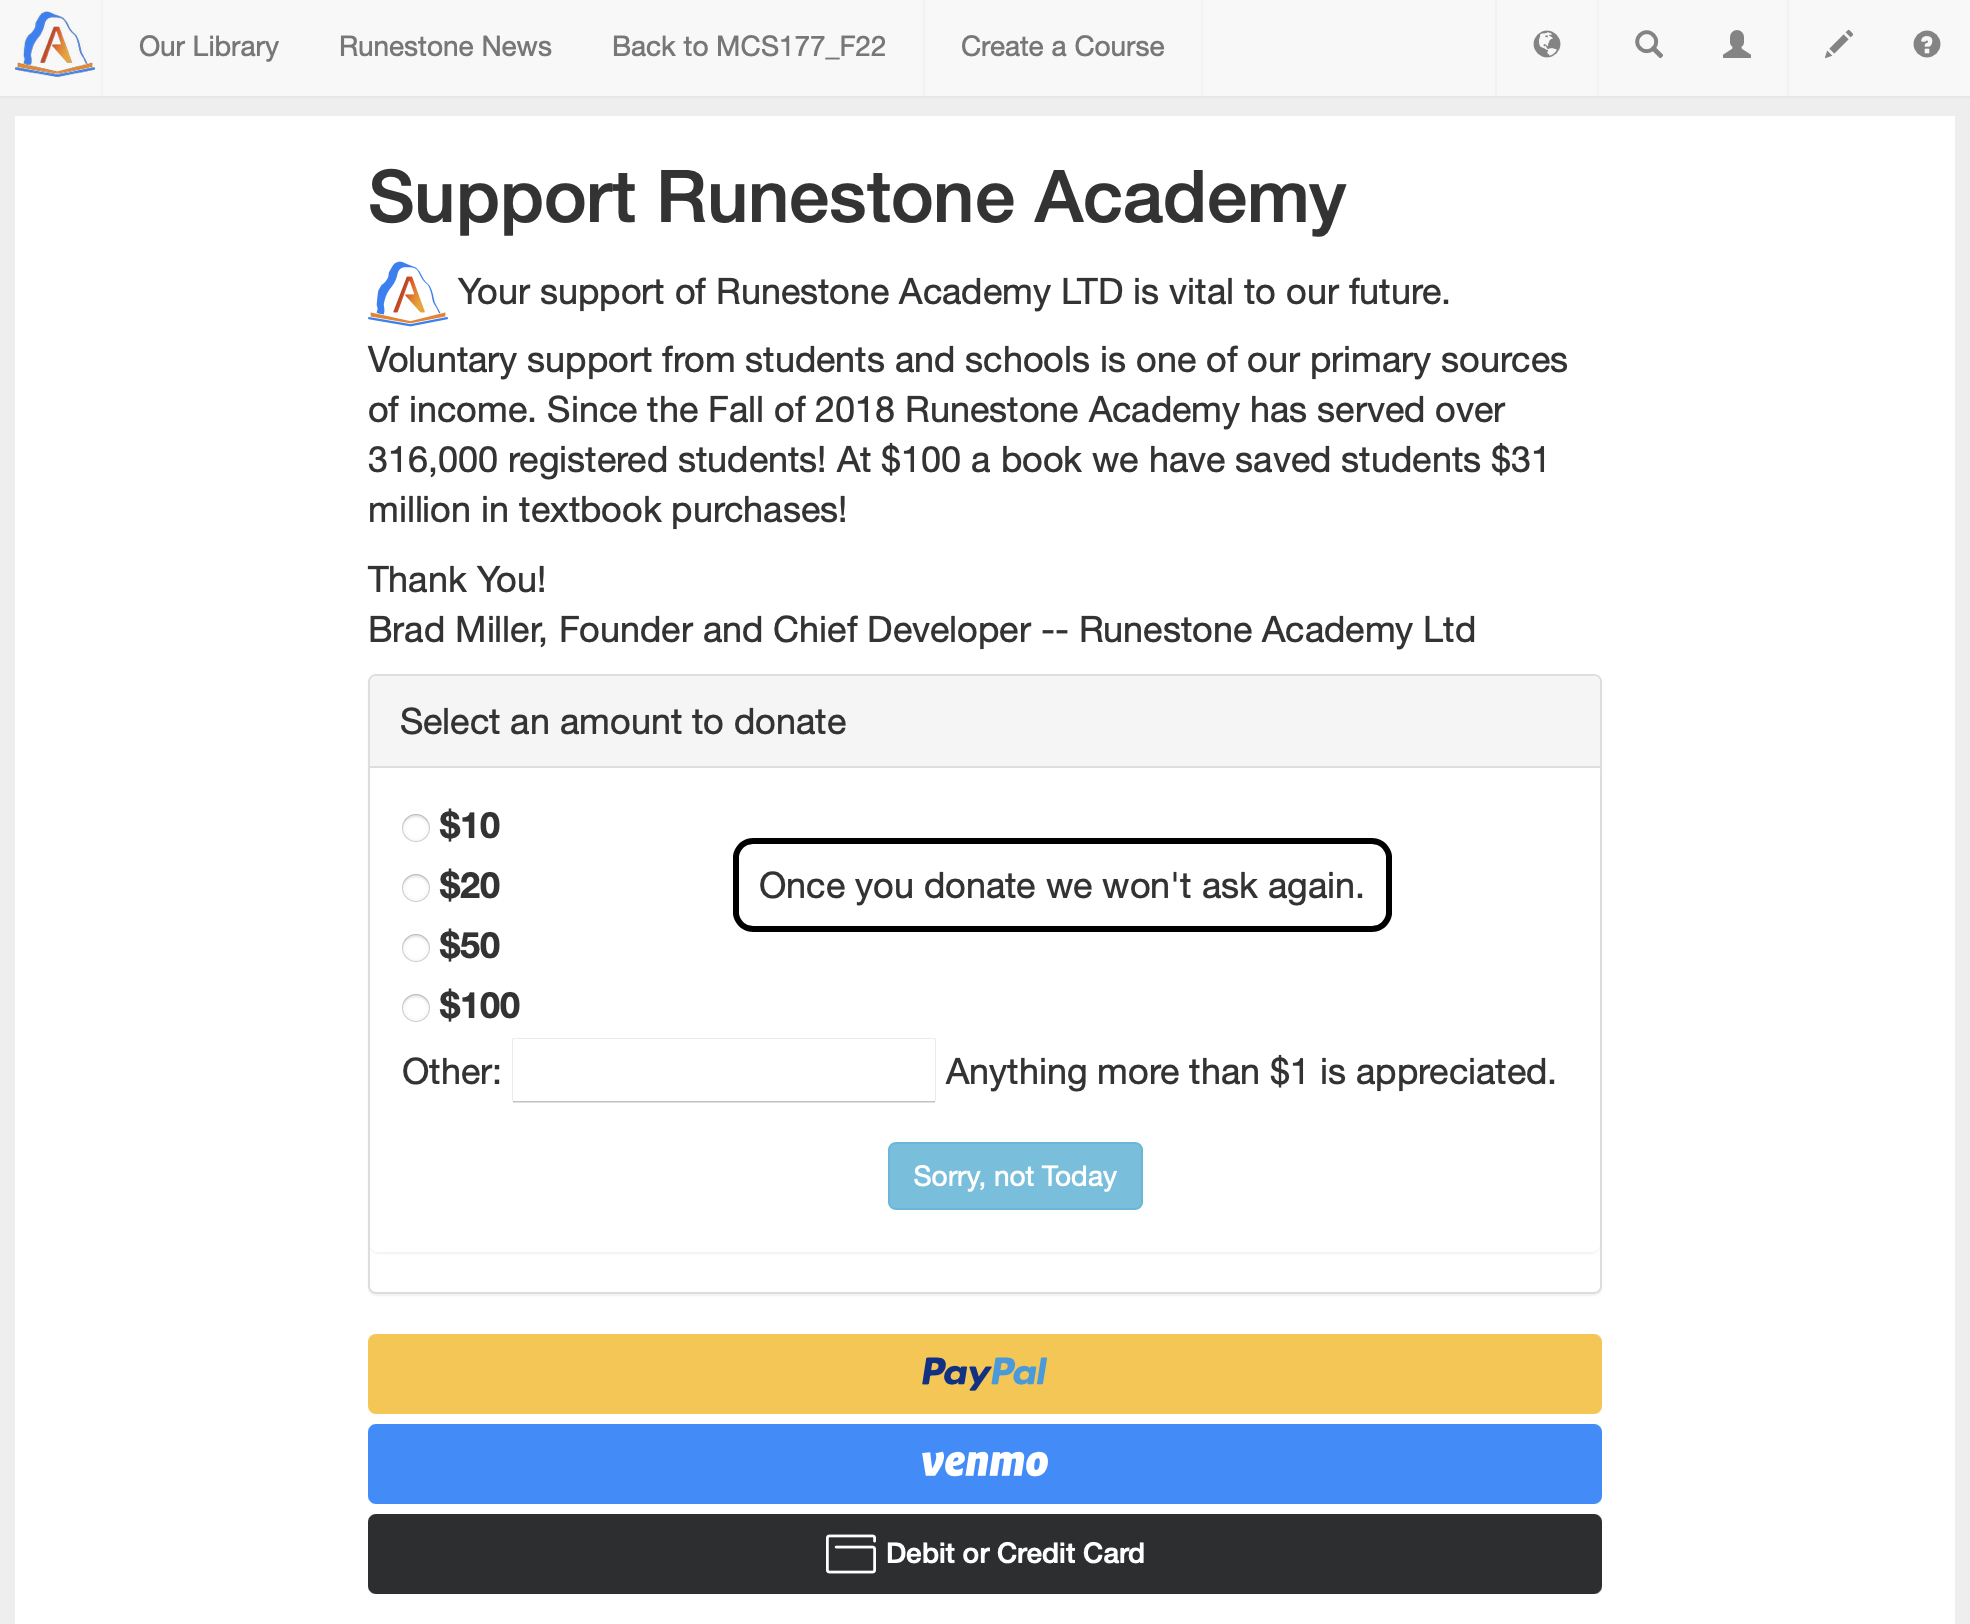 Our Library Runestone News Back to MCS177_F22 Create a Course
Support Runestone Academy
Your support of Runestone Academy LTD is vital to our future.
Voluntary support from students and schools is one of our primary sources
of income. Since the Fall of 2018 Runestone Academy has served over
316,000 registered students! At $100 a book we have saved students $31
million in textbook purchases!
Thank You!
Brad Miller, Founder and Chief Developer -- Runestone Academy Ltd
Select an amount to donate
$10
$20
$50
$100
Once you donate we won't ask again.
Other: Anything more than $1 is appreciated.
Sorry, not Today
PayPal
venmo
Debit or Credit Card